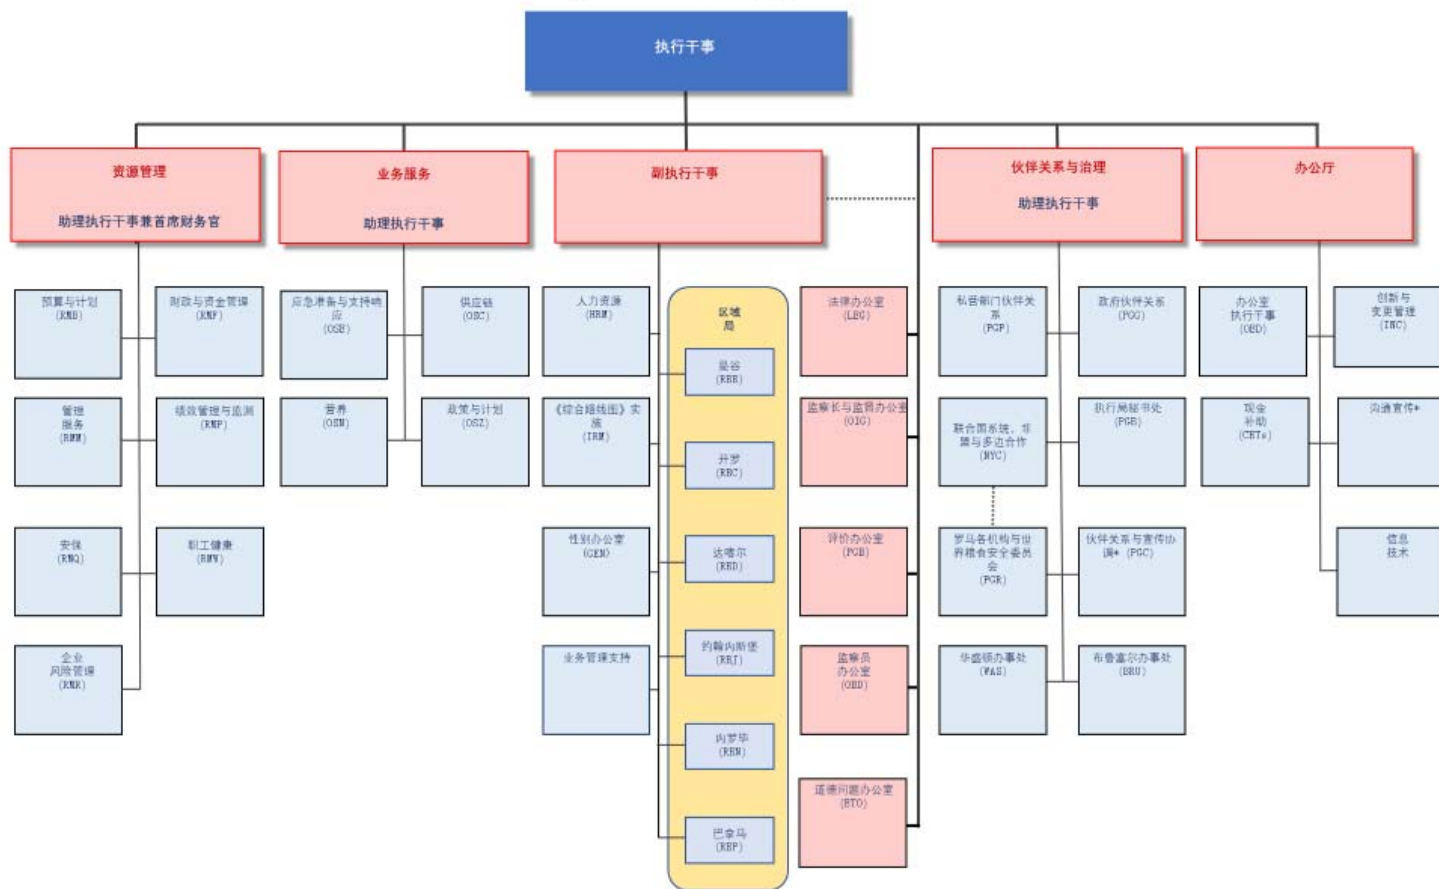 执行干事
资源管理
助理执行干事兼首席财务官
业务服务
助理执行干事
副执行干事
伙伴关系与治理
助理执行干事
办公厅
预算与计划
(RMB)
财政与资金管理
(RMF)
管理
服务
(RMM)
绩效管理与监测
(RMP)
安保
(RMQ)
职工健康
(RMW)
企业
风险管理
(RMR)
应急准备与支持响
应
(OSE)
供应链
(OSC)
营养
(OSN)
政策与计划
(OSZ)
人力资源
(HRM)
《综合路线图》实
施
(IRM)
性别办公室
(GEN)
业务管理支持
区域
局
曼谷
(RBB)
开罗
(RBC)
达喀尔
(RBD)
约翰内斯堡
(RBJ)
内罗毕
(RBN)
巴拿马
(RBP)
法律办公室
(LEG)
监察长与监督办公室
(OIG)
评价办公室
(PGB)
监察员
办公室
(OBD)
道德问题办公室
(ETO)
私营部门伙伴关
系
(PGP)
政府伙伴关系
(PGG)
联合国系统、非
盟与多边合作
(NYC)
执行局秘书处
(PGB)
罗马各机构与世
界粮食安全委员
会
(PGR)
伙伴关系与宣传协
调* (PGC)
华盛顿办事处
(WAS)
布鲁塞尔办事处
(BRU)
办公室
执行干事
(OED)
创新与
变更管理
(INC)
现金
补助
(CBTs)
沟通宣传*
信息
技术